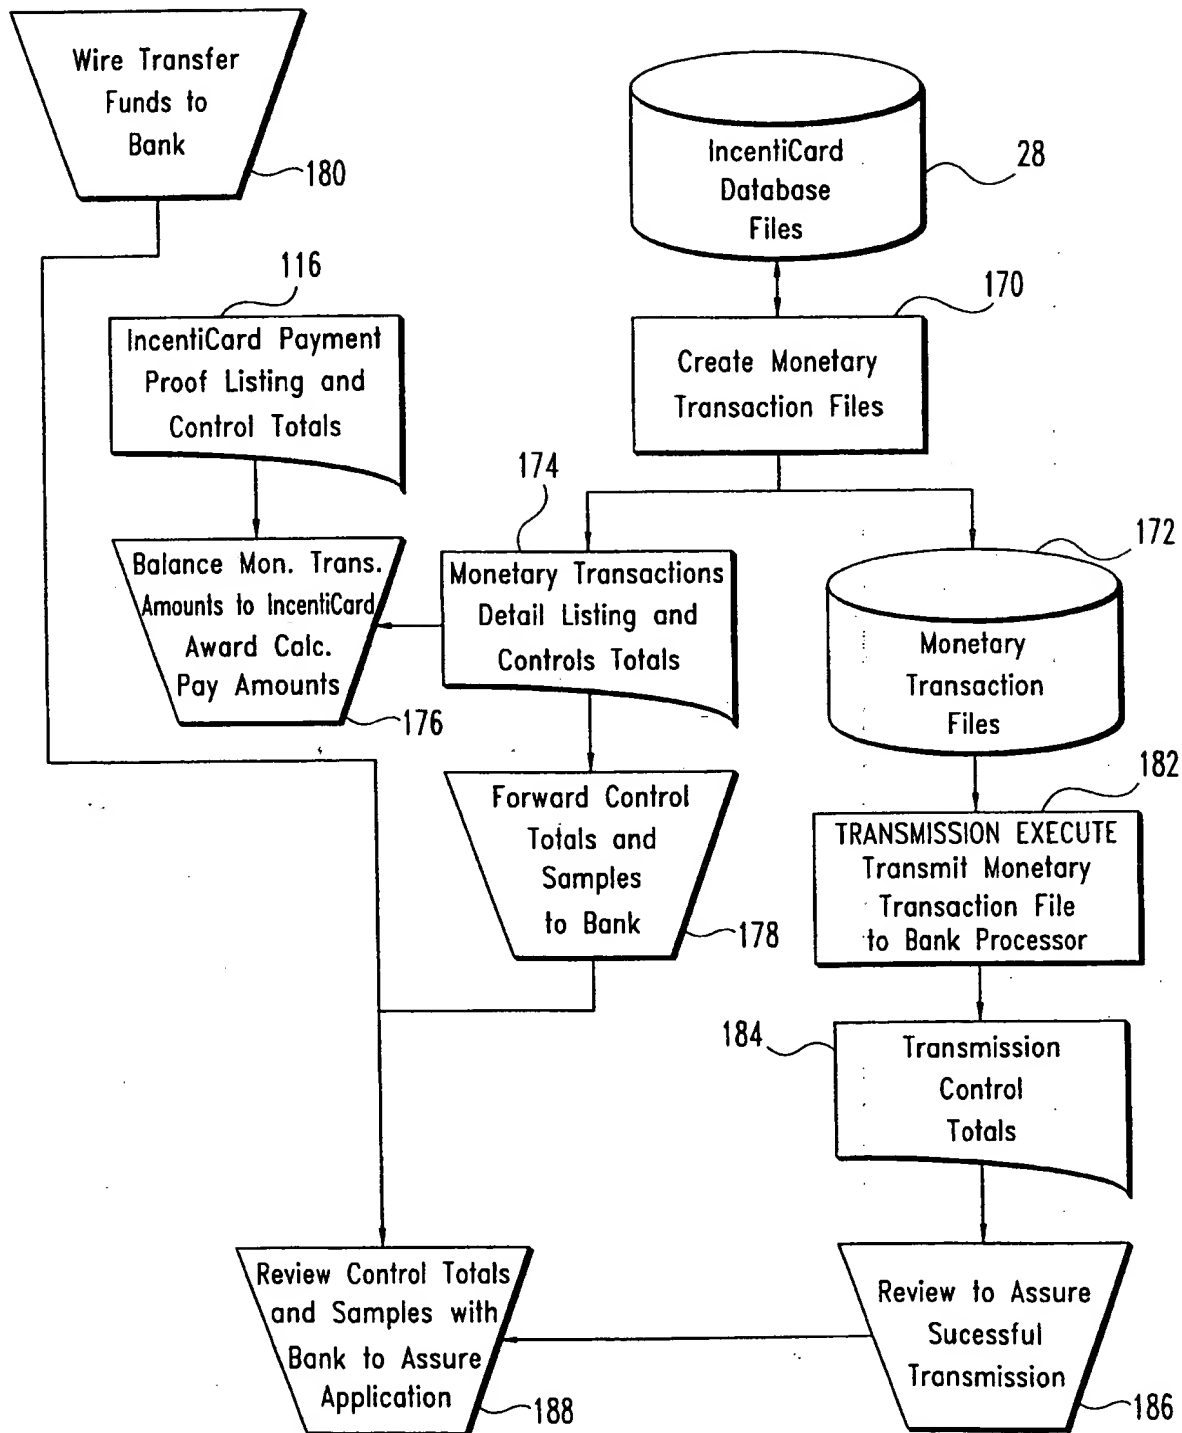 Wire Transfer
Funds to
Bank
180
IncentiCard
Database
Files
28
116
IncentiCard Payment
Proof Listing and
Control Totals
170
Create Monetary
Transaction Files
174
Balance Mon. Trans.
Amounts to IncentiCard
Award Calc.
Pay Amounts
176
Monetary Transactions
Detail Listing and
Controls Totals
172
Monetary
Transaction
Files
Forward Control
Totals and
Samples
to Bank
178
182
TRANSMISSION EXECUTE
Transmit Monetary
Transaction File
to Bank Processor
184
Transmission
Control
Totals
Review Control Totals
and Samples with
Bank to Assure
Application
188
Review to Assure
Sucessful
Transmission
186